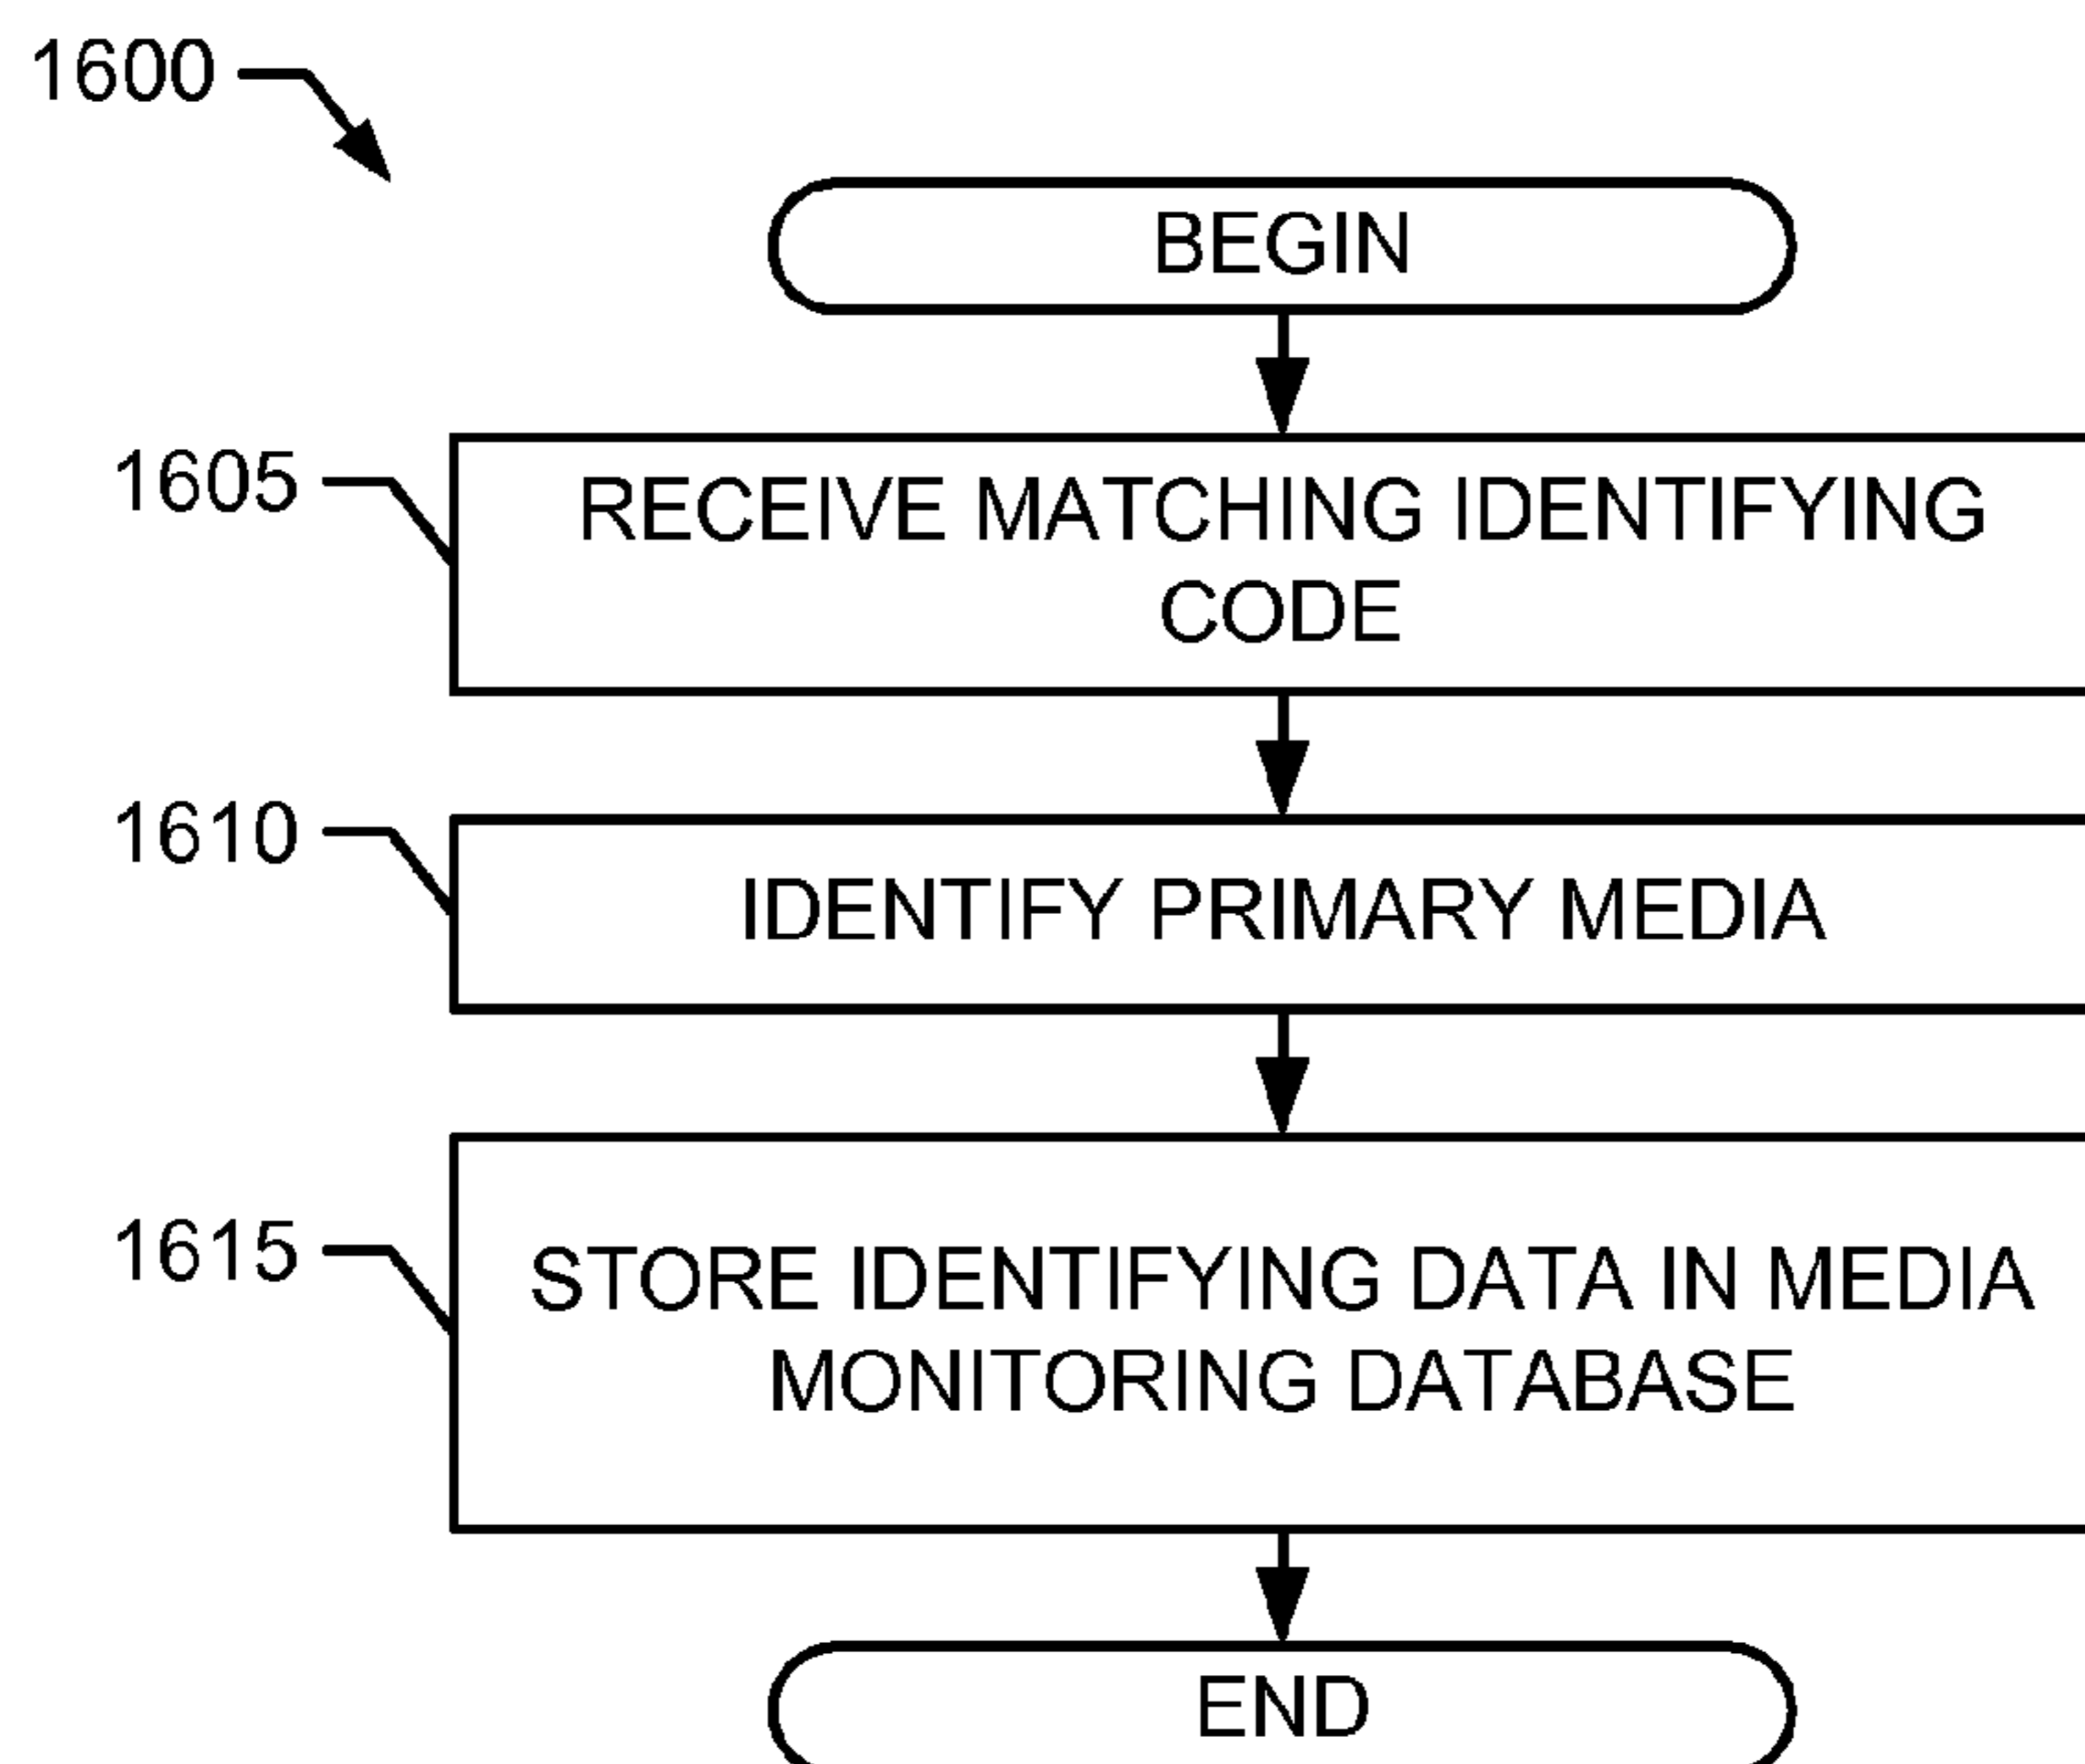 1600
BEGIN
1605
RECEIVE MATCHING IDENTIFYING
CODE
1610
IDENTIFY PRIMARY MEDIA
1615
STORE IDENTIFYING DATA IN MEDIA
MONITORING DATABASE
END